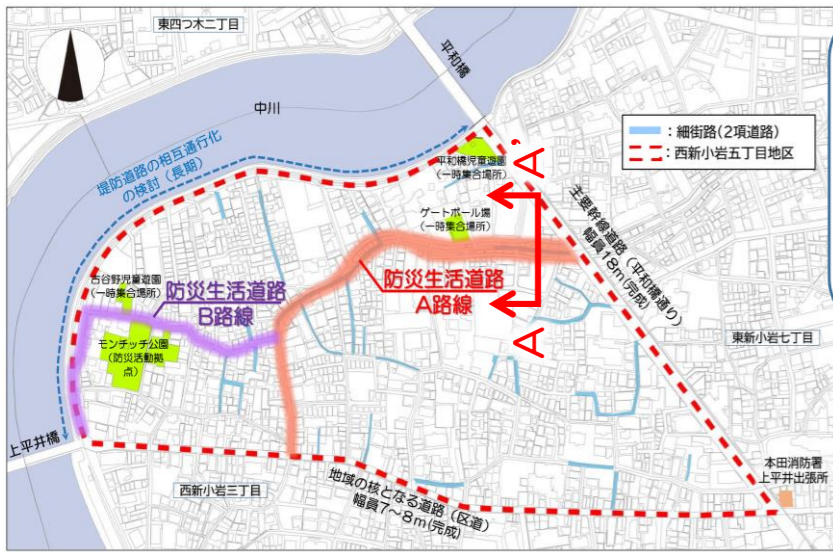 東四つ木二丁目
平和橋
中川
堤防道路の相互通行化
の検討（長期）
：細街路(2項道路)
：西新小岩五丁目地区
平和橋児童遊園
（一時集合場所）
A’
ゲートボール場
（一時集合場所）
主要幹線道路（平和橋通り）
幅員18m(完成)
古谷野児童遊園
（一時集合場所）
防災生活道路
B路線
防災生活道路
A路線
モンチッチ公園
（防災活動拠
点）
A
東新小岩七丁目
上平井橋
西新小岩三丁目
地域の核となる道路（区道）
幅員7～8m(完成)
本田消防署
上平井出張所